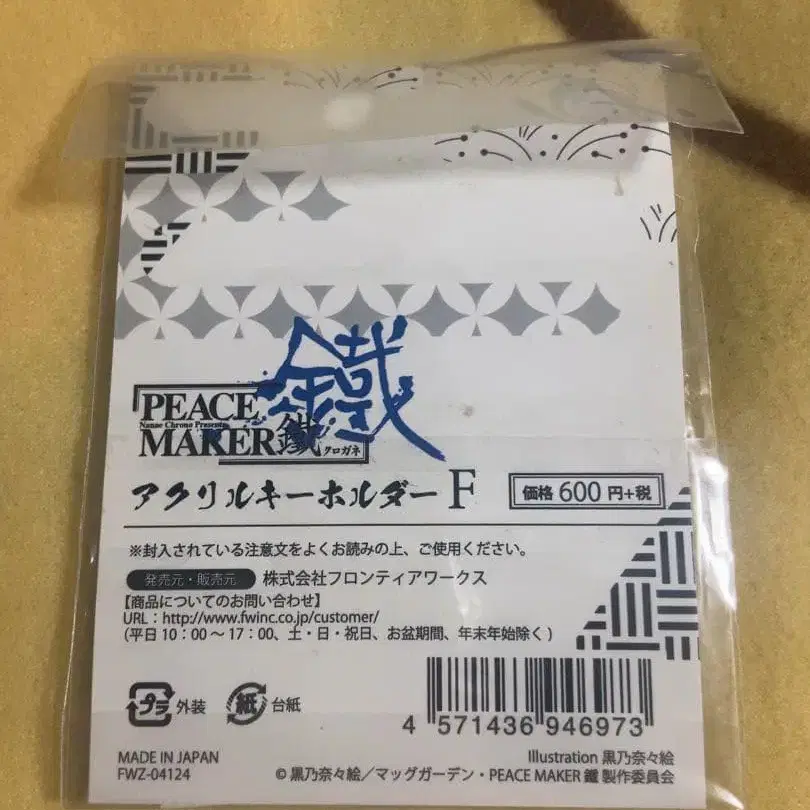 鐵
PEACE
Nanae Chrono Presents
MAKER鐵
クロガネ
アクリルキーホルダー F
価格 600 円+税
※封入されている注意文をよくお読みの上、ご使用ください。
発売元・販売元 株式会社フロンティアワークス
【商品についてのお問い合わせ】
URL：http://www.fwinc.co.jp/customer/
(平日 10：00 〜 17：00、土・日・祝日、お盆期間、年末年始除く)
プラ 外装 紙 台紙
4 571436 946973
MADE IN JAPAN
FWZ-04124
Illustration 黒乃奈々絵
© 黒乃奈々絵／マッグガーデン・PEACE MAKER 鐵 製作委員会